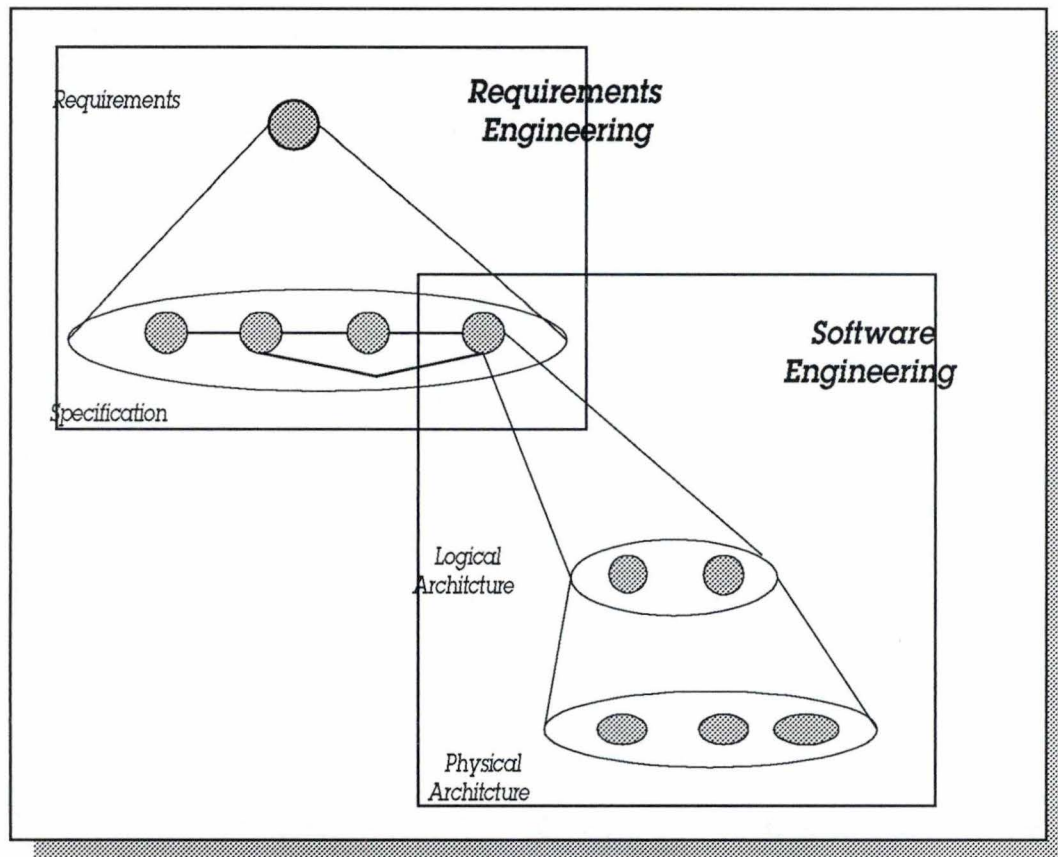 Requirements
Requirements
Engineering
Specification
Software
Engineering
Logical
Architcture
Physical
Architcture